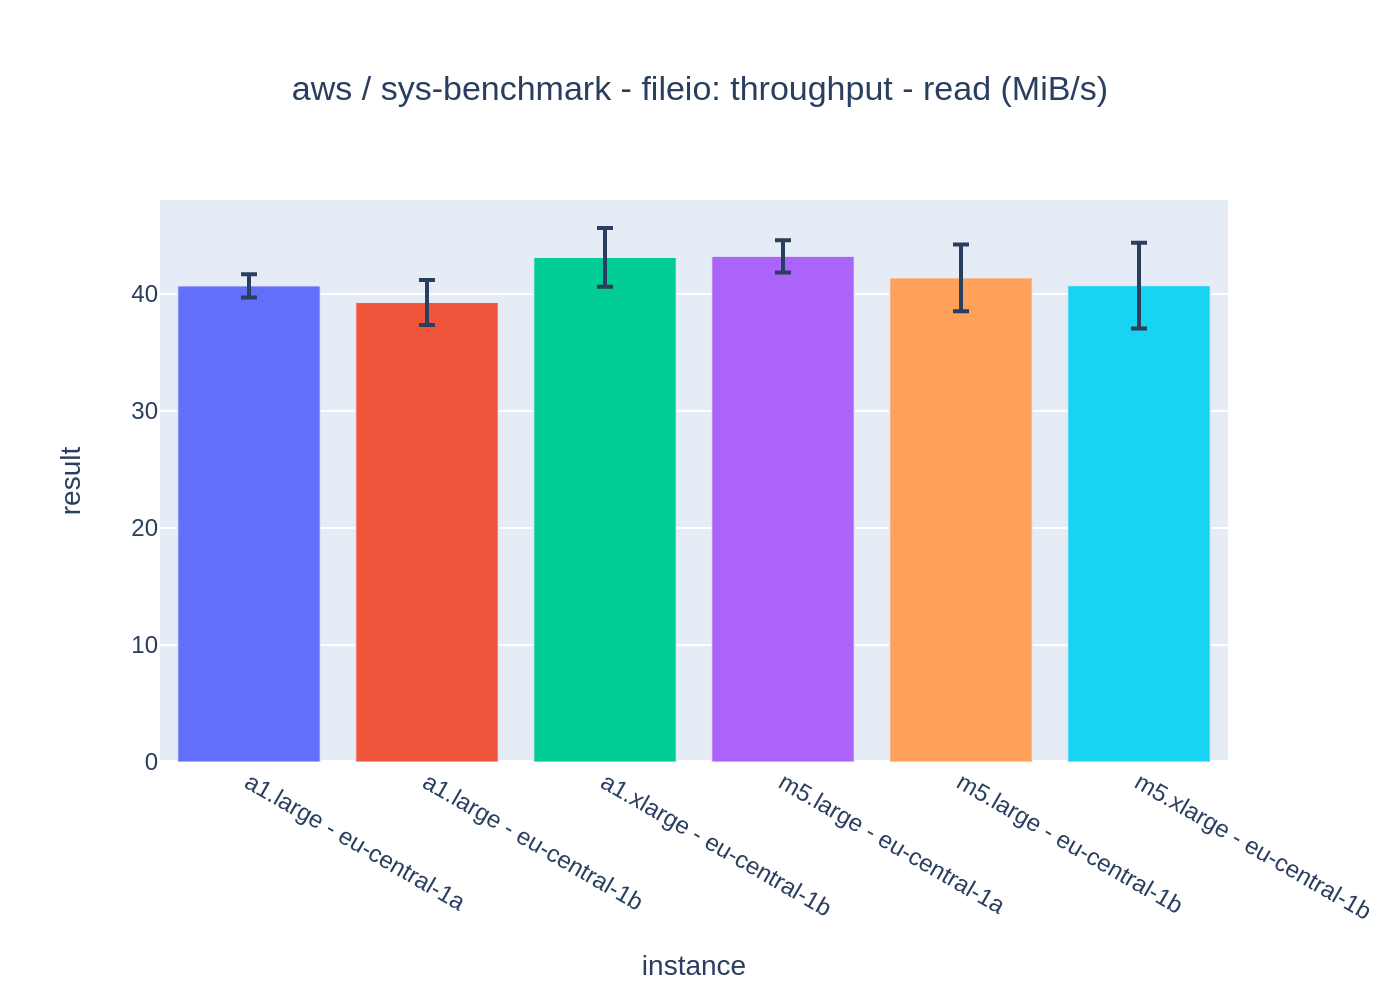 aws / sys-benchmark - fileio: throughput - read (MiB/s)
40
30
20
10
0
result
a1.large - eu-central-1a
a1.large - eu-central-1b
a1.xlarge - eu-central-1b
m5.large - eu-central-1a
m5.large - eu-central-1b
m5.xlarge - eu-central-1b
instance